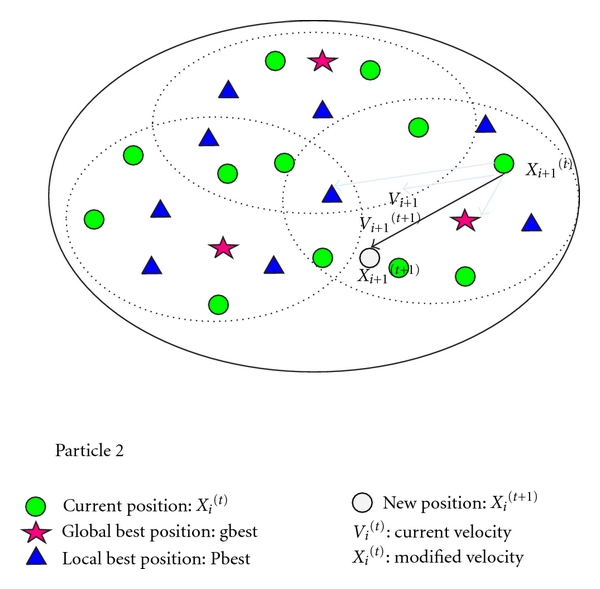 X_{i+1}^{(t)}
V_{i+1}
V_{i+1}^{(t+1)}
X_{i+1}^{(t+1)}
Particle 2
Current position: X_i^{(t)}
Global best position: gbest
Local best position: Pbest
New position: X_i^{(t+1)}
V_i^{(t)}: current velocity
X_i^{(t)}: modified velocity